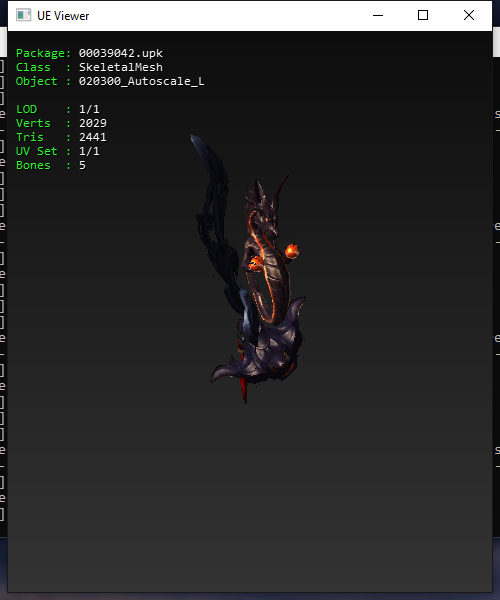 UE Viewer
Package: 00039042.upk
Class : SkeletalMesh
Object : 020300_Autoscale_L
LOD : 1/1
Verts : 2029
Tris : 2441
UV Set : 1/1
Bones : 5